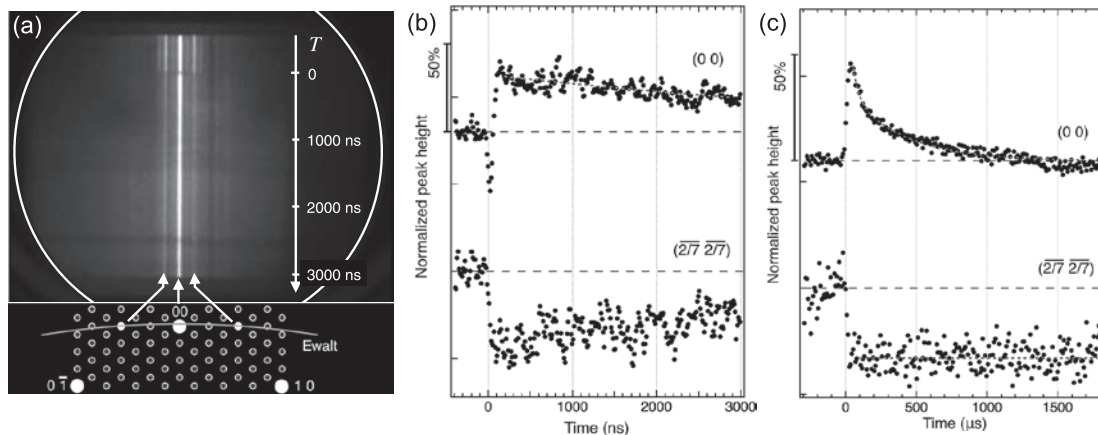 (a)
T
0
1000 ns
2000 ns
3000 ns
00
Ewalt
0 1̅
1 0
(b)
50%
Normalized peak height
(0 0)
(2̅/̅7̅ 2̅/̅7̅)
0
1000
2000
3000
Time (ns)
(c)
50%
Normalized peak height
(0 0)
(2̅/̅7̅ 2̅/̅7̅)
0
500
1000
1500
Time (μs)